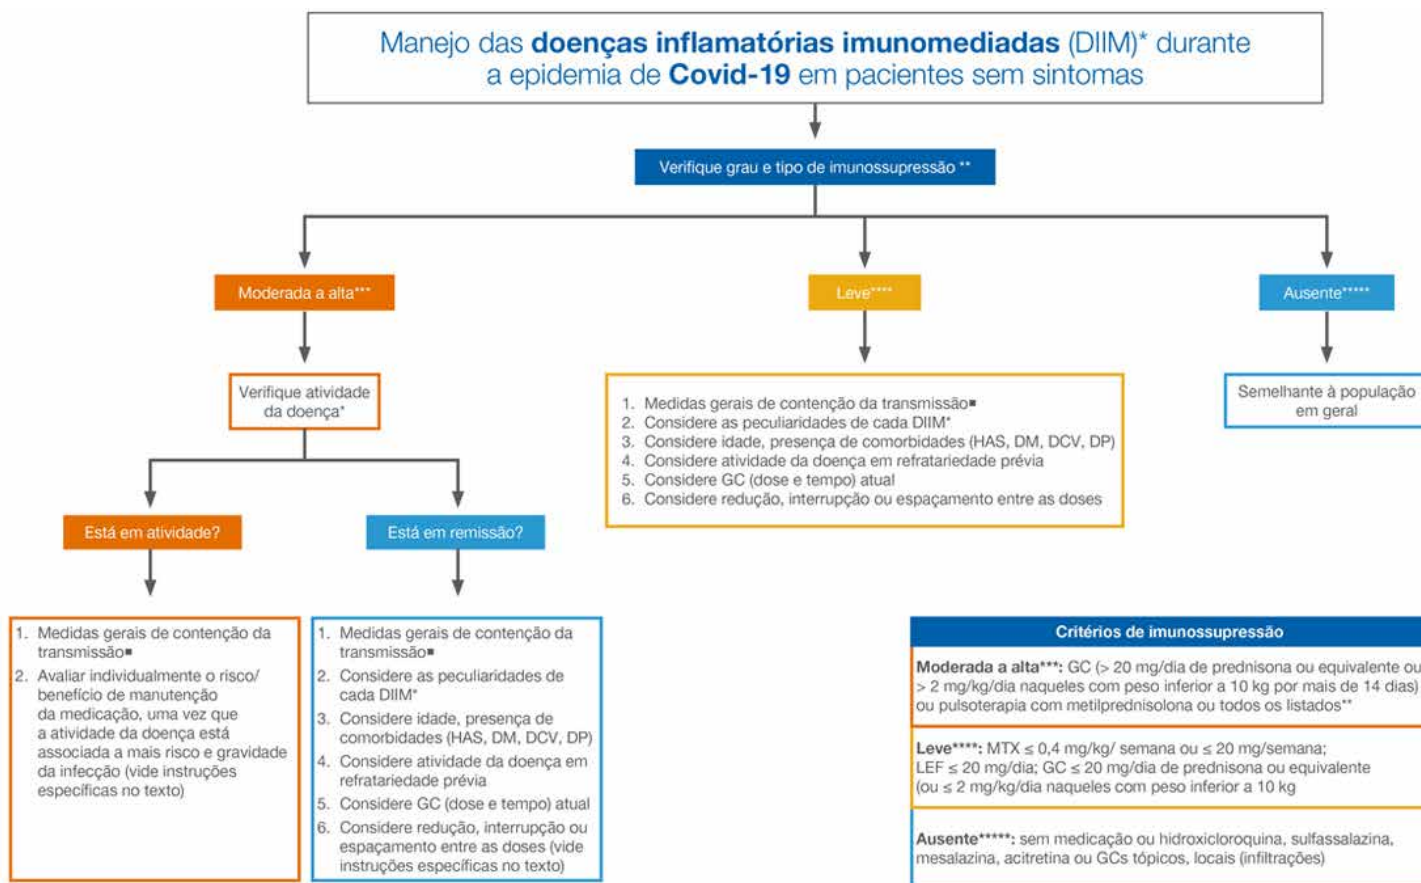 Manejo das doenças inflamatórias imunomediadas (DIIM)* durante
a epidemia de Covid-19 em pacientes sem sintomas
Verifique grau e tipo de imunossupressão **
Moderada a alta***
Leve****
Ausente*****
Verifique atividade
da doença*
1. Medidas gerais de contenção da transmissão■
2. Considere as peculiaridades de cada DIIM*
3. Considere idade, presença de comorbidades (HAS, DM, DCV, DP)
4. Considere atividade da doença em refratariedade prévia
5. Considere GC (dose e tempo) atual
6. Considere redução, interrupção ou espaçamento entre as doses
Semelhante à população
em geral
Está em atividade?
Está em remissão?
1. Medidas gerais de contenção da
transmissão■
2. Avaliar individualmente o risco/
benefício de manutenção
da medicação, uma vez que
a atividade da doença está
associada a mais risco e gravidade
da infecção (vide instruções
específicas no texto)
1. Medidas gerais de contenção da
transmissão■
2. Considere as peculiaridades de
cada DIIM*
3. Considere idade, presença de
comorbidades (HAS, DM, DCV, DP)
4. Considere atividade da doença em
refratariedade prévia
5. Considere GC (dose e tempo) atual
6. Considere redução, interrupção ou
espaçamento entre as doses (vide
instruções específicas no texto)
Critérios de imunossupressão
Moderada a alta***: GC (> 20 mg/dia de prednisona ou equivalente ou
> 2 mg/kg/dia naqueles com peso inferior a 10 kg por mais de 14 dias)
ou pulsoterapia com metilprednisolona ou todos os listados**
Leve****: MTX ≤ 0,4 mg/kg/ semana ou ≤ 20 mg/semana;
LEF ≤ 20 mg/dia; GC ≤ 20 mg/dia de prednisona ou equivalente
(ou ≤ 2 mg/kg/dia naqueles com peso inferior a 10 kg
Ausente*****: sem medicação ou hidroxicloroquina, sulfassalazina,
mesalazina, acitretina ou GCs tópicos, locais (infiltrações)